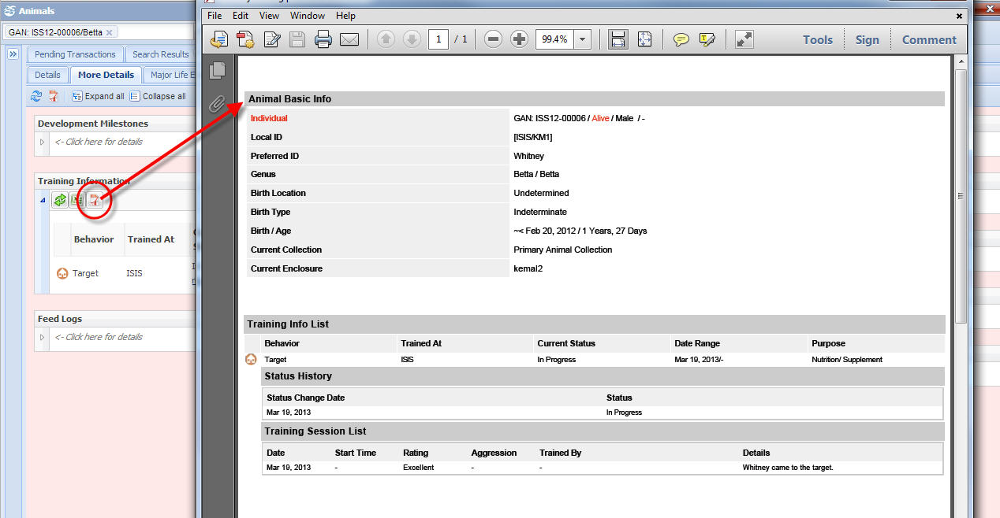 Animals
GAN: ISS12-00006/Betta
Pending Transactions Search Results
Details More Details Major Life E
Expand all Collapse all
Development Milestones
<- Click here for details
Training Information
Behavior Trained At
Target ISIS
Feed Logs
<- Click here for details
File Edit View Window Help
1 / 1 99.4% Tools Sign Comment
Animal Basic Info
Individual GAN: ISS12-00006 / Alive / Male / -
Local ID [ISIS/KM1]
Preferred ID Whitney
Genus Betta / Betta
Birth Location Undetermined
Birth Type Indeterminate
Birth / Age ~< Feb 20, 2012 / 1 Years, 27 Days
Current Collection Primary Animal Collection
Current Enclosure kemal2
Training Info List
Behavior Trained At Current Status Date Range Purpose
Target ISIS In Progress Mar 19, 2013/- Nutrition/ Supplement
Status History
Status Change Date Status
Mar 19, 2013 In Progress
Training Session List
Date Start Time Rating Aggression Trained By Details
Mar 19, 2013 - Excellent - - Whitney came to the target.